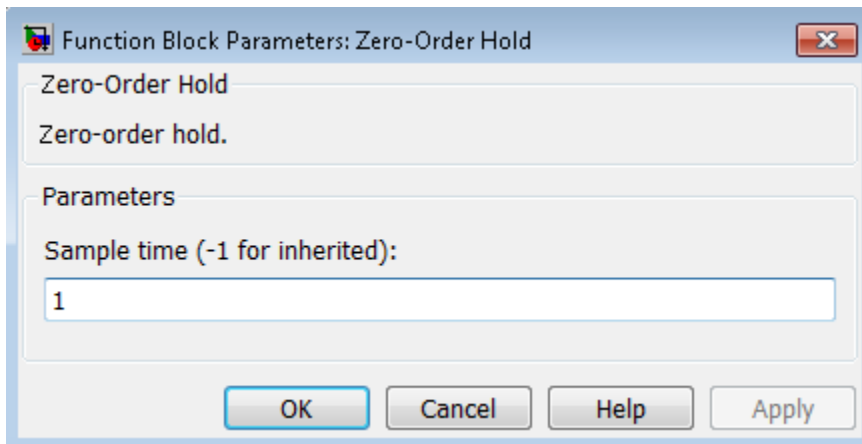 Function Block Parameters: Zero-Order Hold
Zero-Order Hold
Zero-order hold.
Parameters
Sample time (-1 for inherited):
1
OK Cancel Help Apply